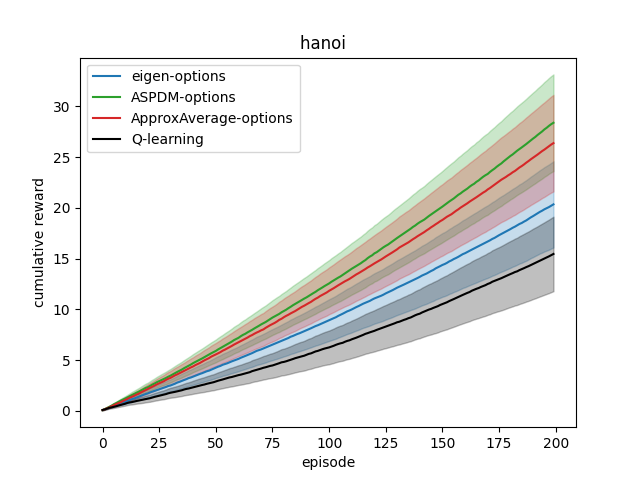 hanoi
eigen-options
ASPDM-options
ApproxAverage-options
Q-learning
cumulative reward
30
25
20
15
10
5
0
0 25 50 75 100 125 150 175 200
episode